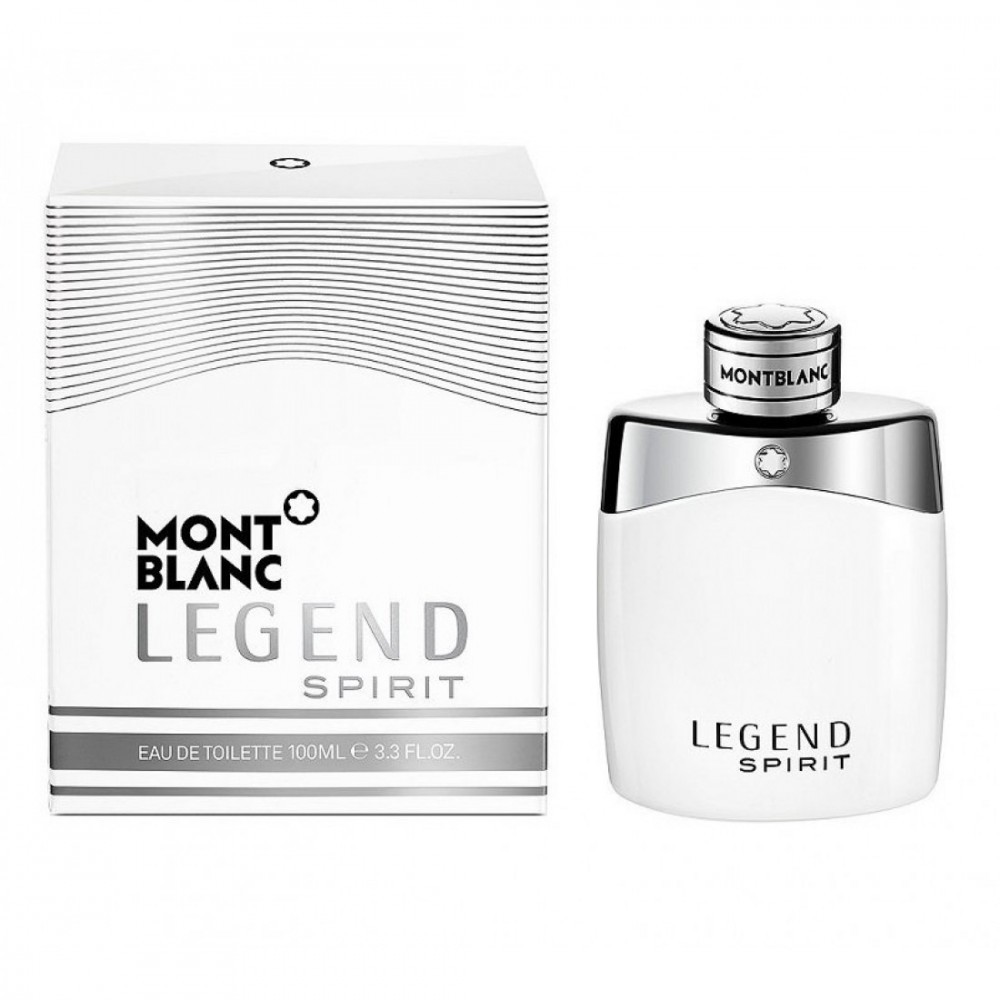 MONT
BLANC
LEGEND
SPIRIT
EAU DE TOILETTE 100ML ℮ 3.3 FL.OZ.
MONTBLANC
LEGEND
SPIRIT